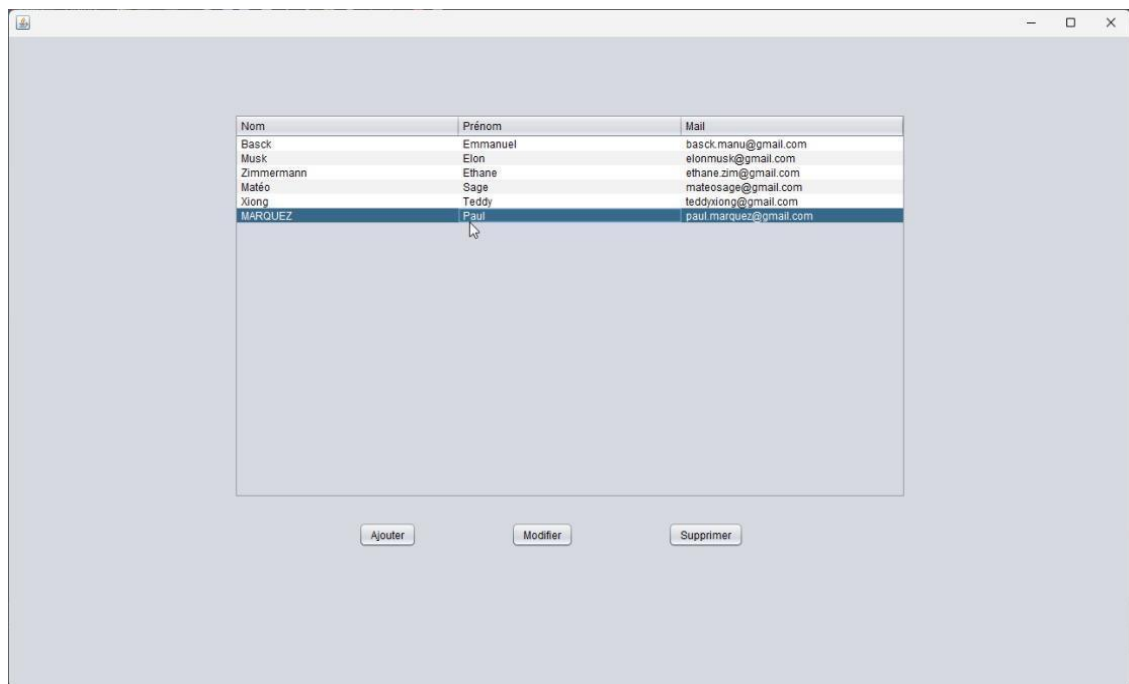 Nom Prénom Mail
Basck Emmanuel basck.manu@gmail.com
Musk Elon elonmusk@gmail.com
Zimmermann Ethane ethane.zim@gmail.com
Matéo Sage mateosage@gmail.com
Xiong Teddy teddyxiong@gmail.com
MARQUEZ Paul paul.marquez@gmail.com
Ajouter Modifier Supprimer